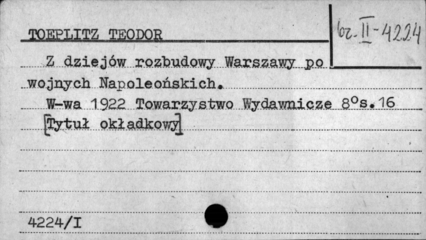 TOEPLITZ TEODOR
br. II-4224
Z dziejów rozbudowy Warszawy po
wojnych Napoleońskich.
W-wa 1922 Towarzystwo Wydawnicze 8°s.16
[Tytuł okładkowy]
4224/I